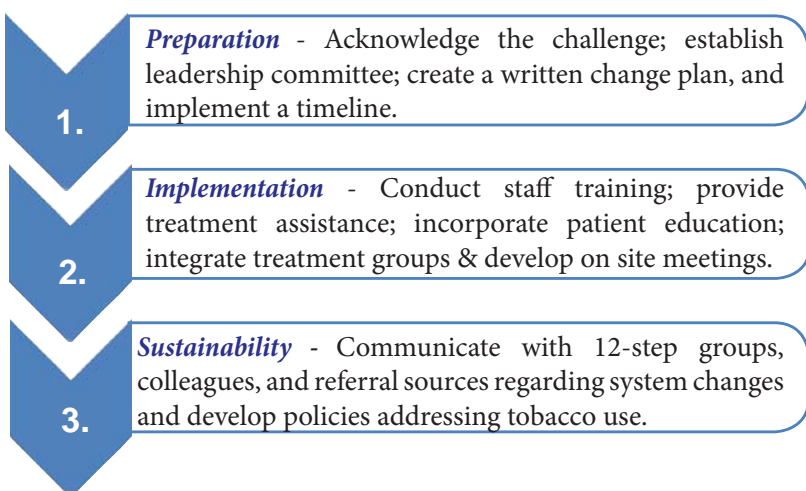 1.
Preparation - Acknowledge the challenge; establish
leadership committee; create a written change plan, and
implement a timeline.
2.
Implementation - Conduct staff training; provide
treatment assistance; incorporate patient education;
integrate treatment groups & develop on site meetings.
3.
Sustainability - Communicate with 12-step groups,
colleagues, and referral sources regarding system changes
and develop policies addressing tobacco use.